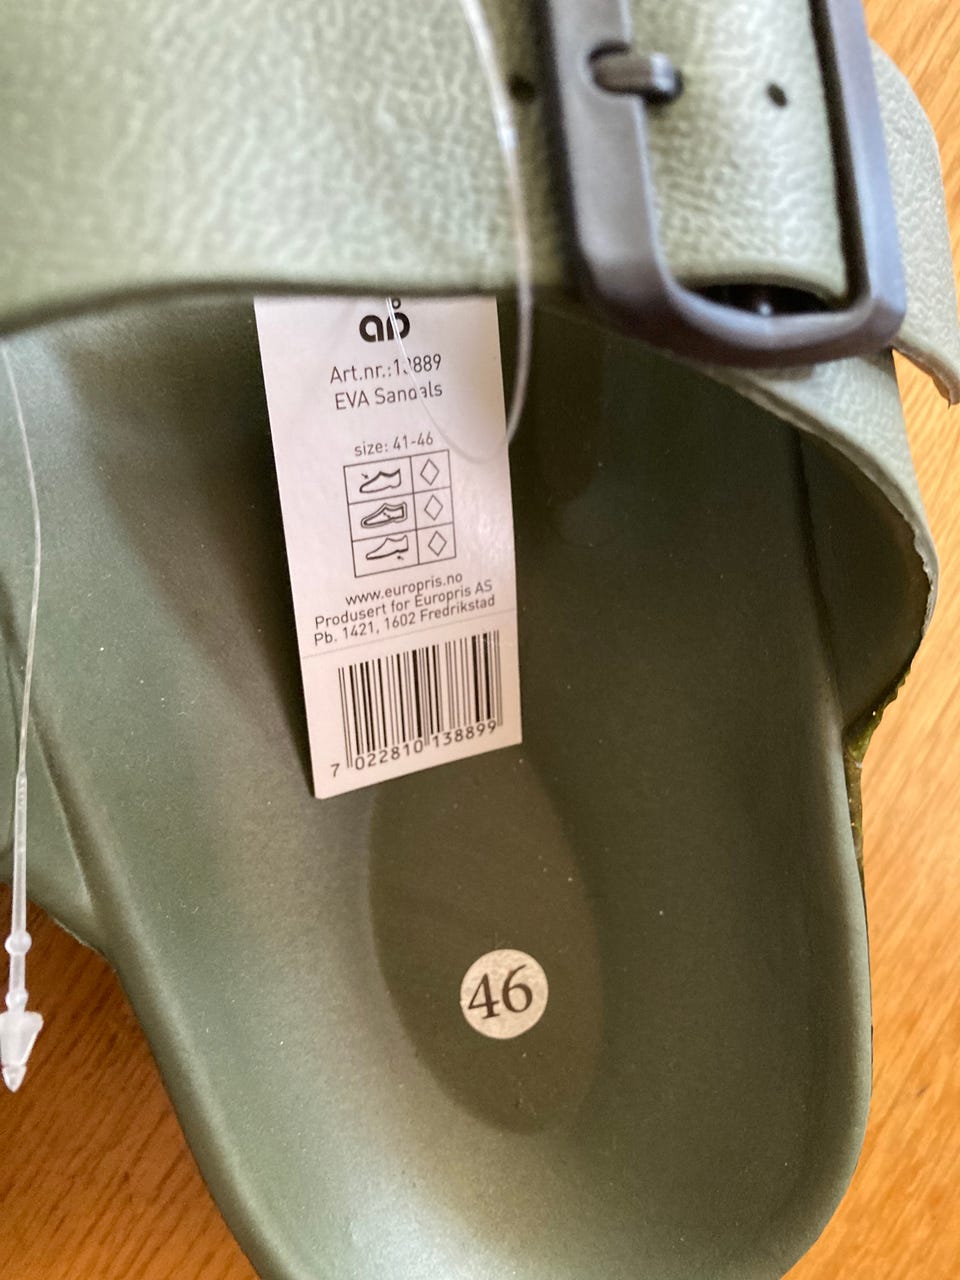 Art.nr.:13889
EVA Sandals
size: 41-46
www.europris.no
Produsert for Europris AS
Pb. 1421, 1602 Fredrikstad
7 022810 138899
46